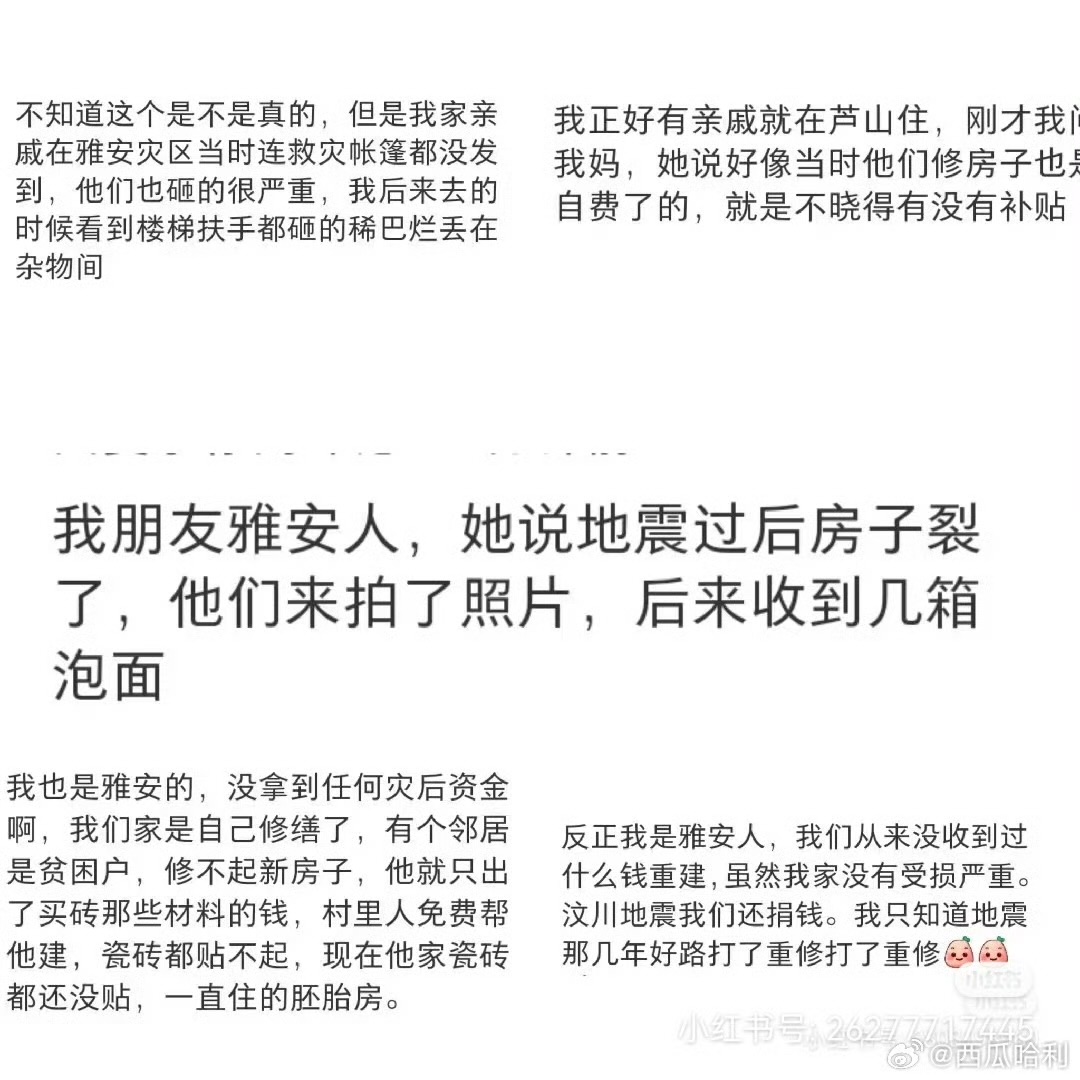 不知道这个是不是真的，但是我家亲
戚在雅安灾区当时连救灾帐篷都没发
到，他们也砸的很严重，我后来去的
时候看到楼梯扶手都砸的稀巴烂丢在
杂物间
我正好有亲戚就在芦山住，刚才我问
我妈，她说好像当时他们修房子也是
自费了的，就是不晓得有没有补贴
我朋友雅安人，她说地震过后房子裂
了，他们来拍了照片，后来收到几箱
泡面
我也是雅安的，没拿到任何灾后资金
啊，我们家是自己修缮了，有个邻居
是贫困户，修不起新房子，他就只出
了买砖那些材料的钱，村里人免费帮
他建，瓷砖都贴不起，现在他家瓷砖
都还没贴，一直住的胚胎房。
反正我是雅安人，我们从来没收到过
什么钱重建,虽然我家没有受损严重。
汶川地震我们还捐钱。我只知道地震
那几年好路打了重修打了重修
小红书
小红书号:26277717445
@西瓜哈利